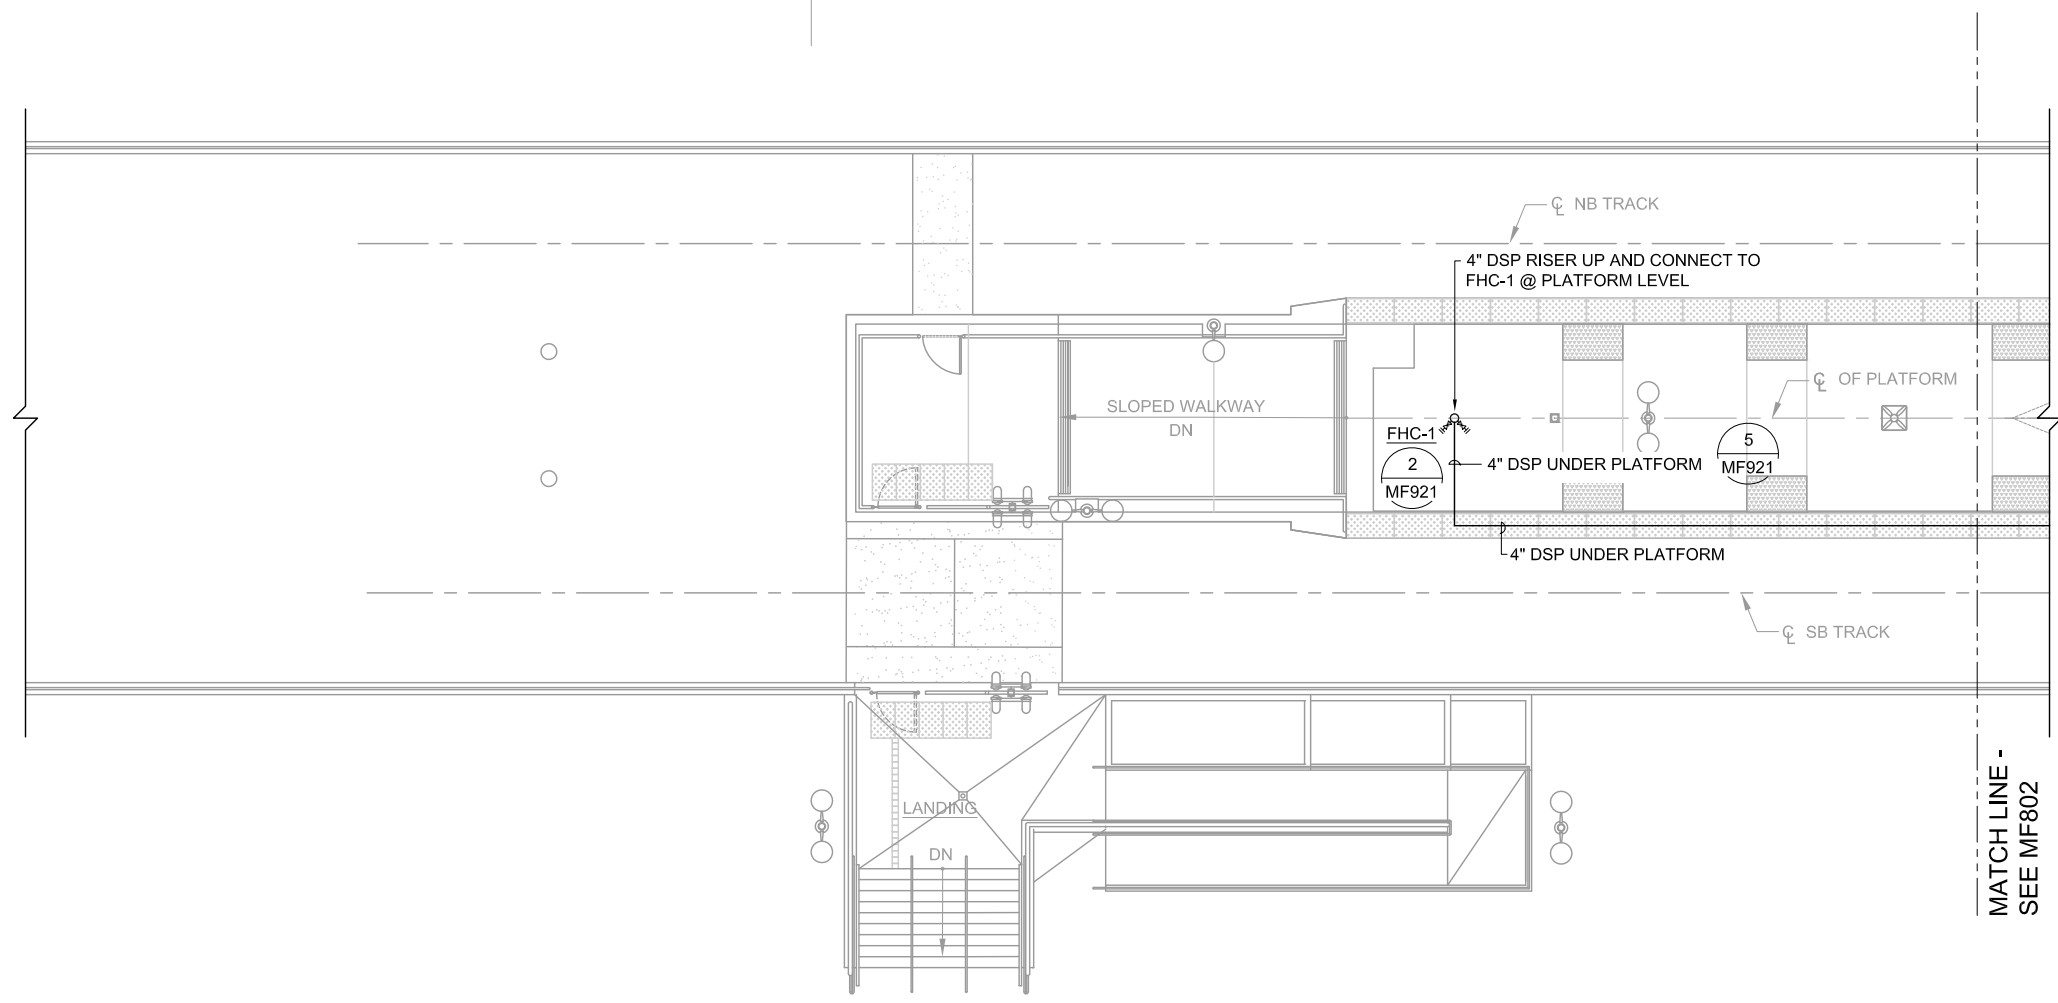 ℄ NB TRACK
4" DSP RISER UP AND CONNECT TO
FHC-1 @ PLATFORM LEVEL
℄ OF PLATFORM
SLOPED WALKWAY
DN
FHC-1
2
MF921
4" DSP UNDER PLATFORM
5
MF921
4" DSP UNDER PLATFORM
℄ SB TRACK
LANDING
DN
MATCH LINE -
SEE MF802